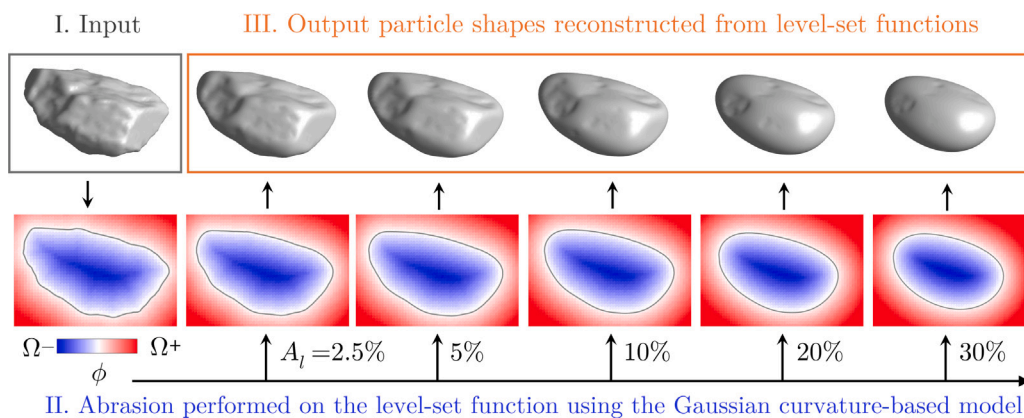 I. Input
III. Output particle shapes reconstructed from level-set functions
Ω− Ω+
ϕ
A_l =2.5% 5% 10% 20% 30%
II. Abrasion performed on the level-set function using the Gaussian curvature-based model